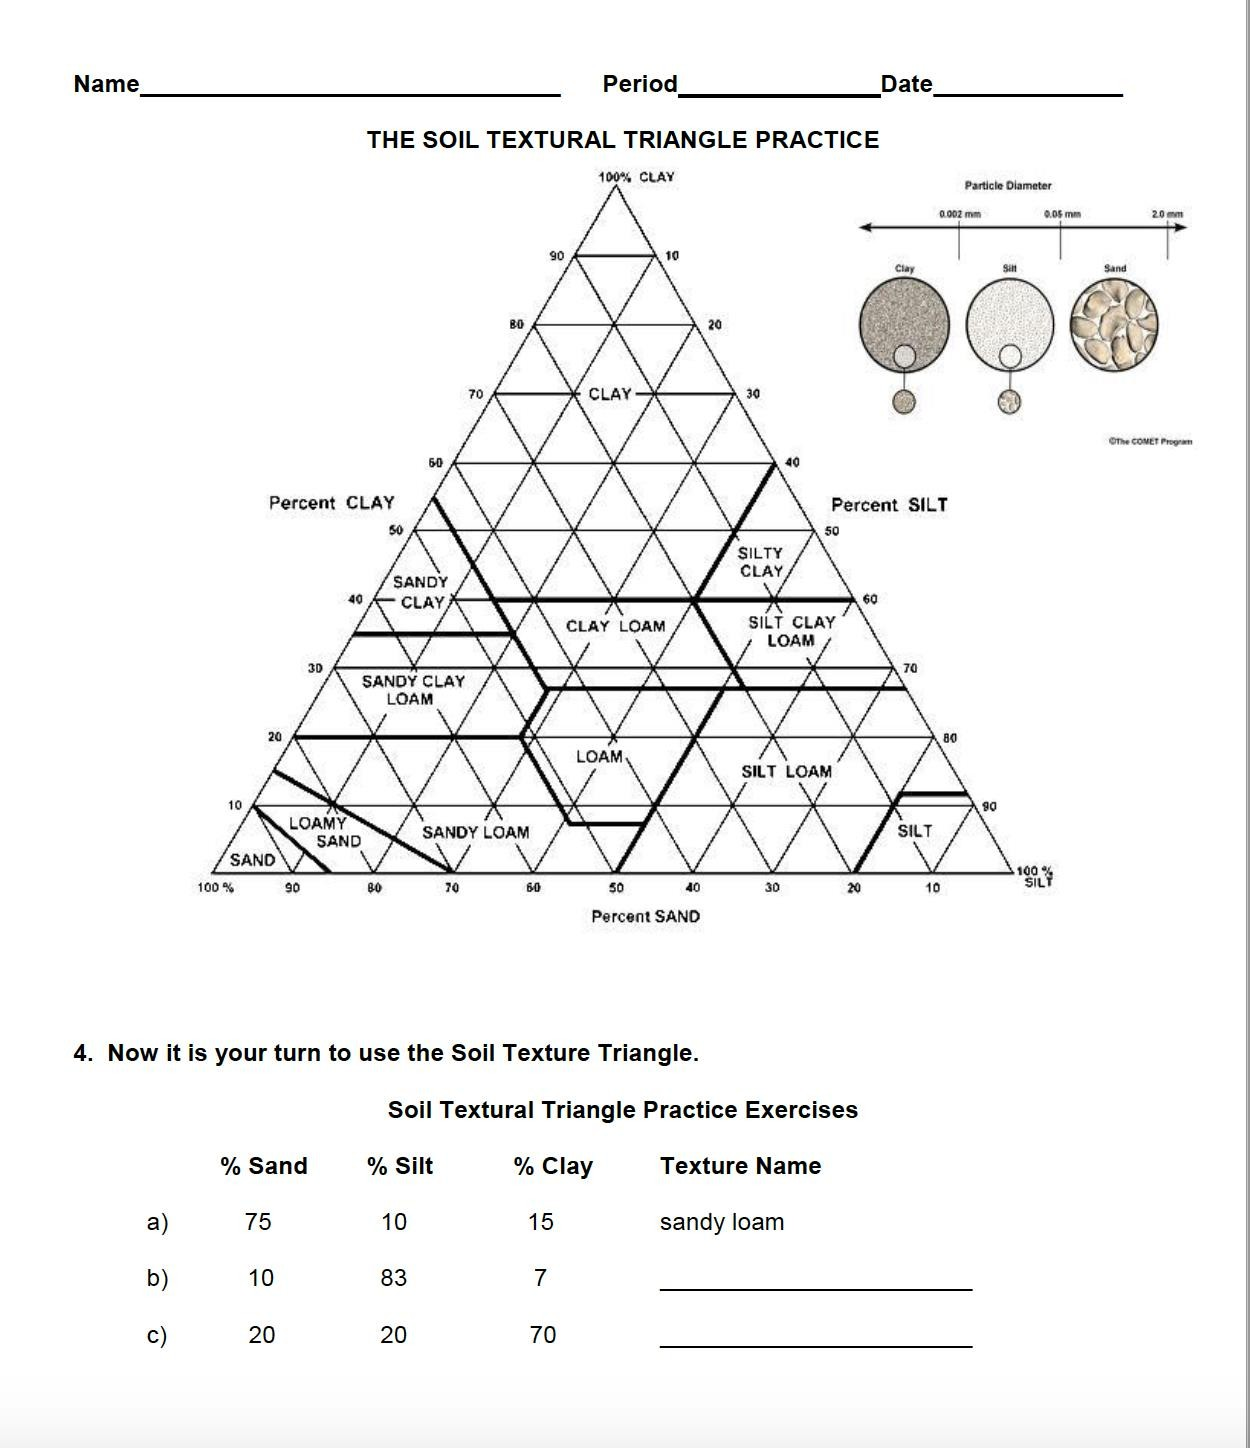 Name Period Date
THE SOIL TEXTURAL TRIANGLE PRACTICE
100% CLAY
Particle Diameter
0.002 mm 0.05 mm 2.0 mm
Clay Silt Sand
©The COMET Program
90 10
80 20
70 CLAY 30
60 40
Percent CLAY Percent SILT
50 50
SILTY
CLAY
SANDY
CLAY
40 60
CLAY LOAM
SILT CLAY
LOAM
30 70
SANDY CLAY
LOAM
20 80
LOAM
SILT LOAM
10 90
LOAMY
SAND
SANDY LOAM
SILT
SAND
100 %
SILT
100 % 90 80 70 60 50 40 30 20 10
Percent SAND
4. Now it is your turn to use the Soil Texture Triangle.
Soil Textural Triangle Practice Exercises
% Sand % Silt % Clay Texture Name
a) 75 10 15 sandy loam
b) 10 83 7
c) 20 20 70